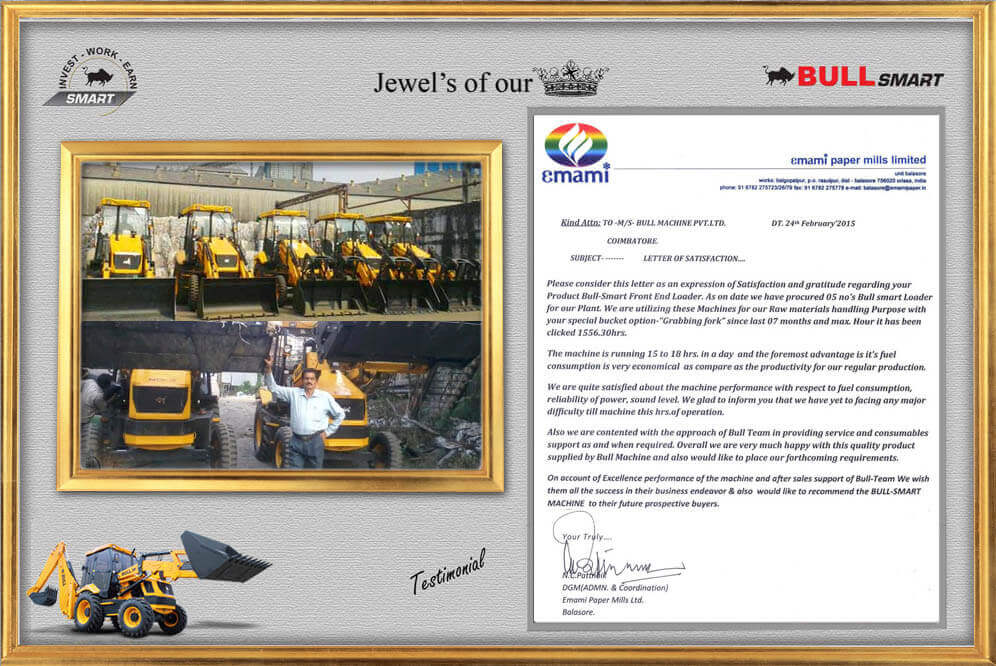 INVEST - WORK - EARN
SMART
Jewel's of our
BULL SMART
emami
emami paper mills limited
unit balasore
works: balgopalpur, p.o. rasulpur, dist - balasore 756020 orissa, india
phone: 91 6782 275723/26/79 fax: 91 6782 275778 e-mail: balasore@emamipaper.in
Kind Attn: TO -M/S- BULL MACHINE PVT.LTD. DT. 24th February'2015
COIMBATORE.
SUBJECT- ------- LETTER OF SATISFACTION....
Please consider this letter as an expression of Satisfaction and gratitude regarding your
Product Bull-Smart Front End Loader. As on date we have procured 05 no's Bull smart Loader
for our Plant. We are utilizing these Machines for our Raw materials handling Purpose with
your special bucket option-"Grabbing fork" since last 07 months and max. Hour it has been
clicked 1556.30hrs.
The machine is running 15 to 18 hrs. in a day and the foremost advantage is it's fuel
consumption is very economical as compare as the productivity for our regular production.
We are quite satisfied about the machine performance with respect to fuel consumption,
reliability of power, sound level. We glad to inform you that we have yet to facing any major
difficulty till machine this hrs.of operation.
Also we are contented with the approach of Bull Team in providing service and consumables
support as and when required. Overall we are very much happy with this quality product
supplied by Bull Machine and also would like to place our forthcoming requirements.
On account of Excellence performance of the machine and after sales support of Bull-Team We wish
them all the success in their business endeavor & also would like to recommend the BULL-SMART
MACHINE to their future prospective buyers.
Your Truly....
DGM(ADMN. & Coordination)
Emami Paper Mills Ltd.
Balasore.
Testimonial